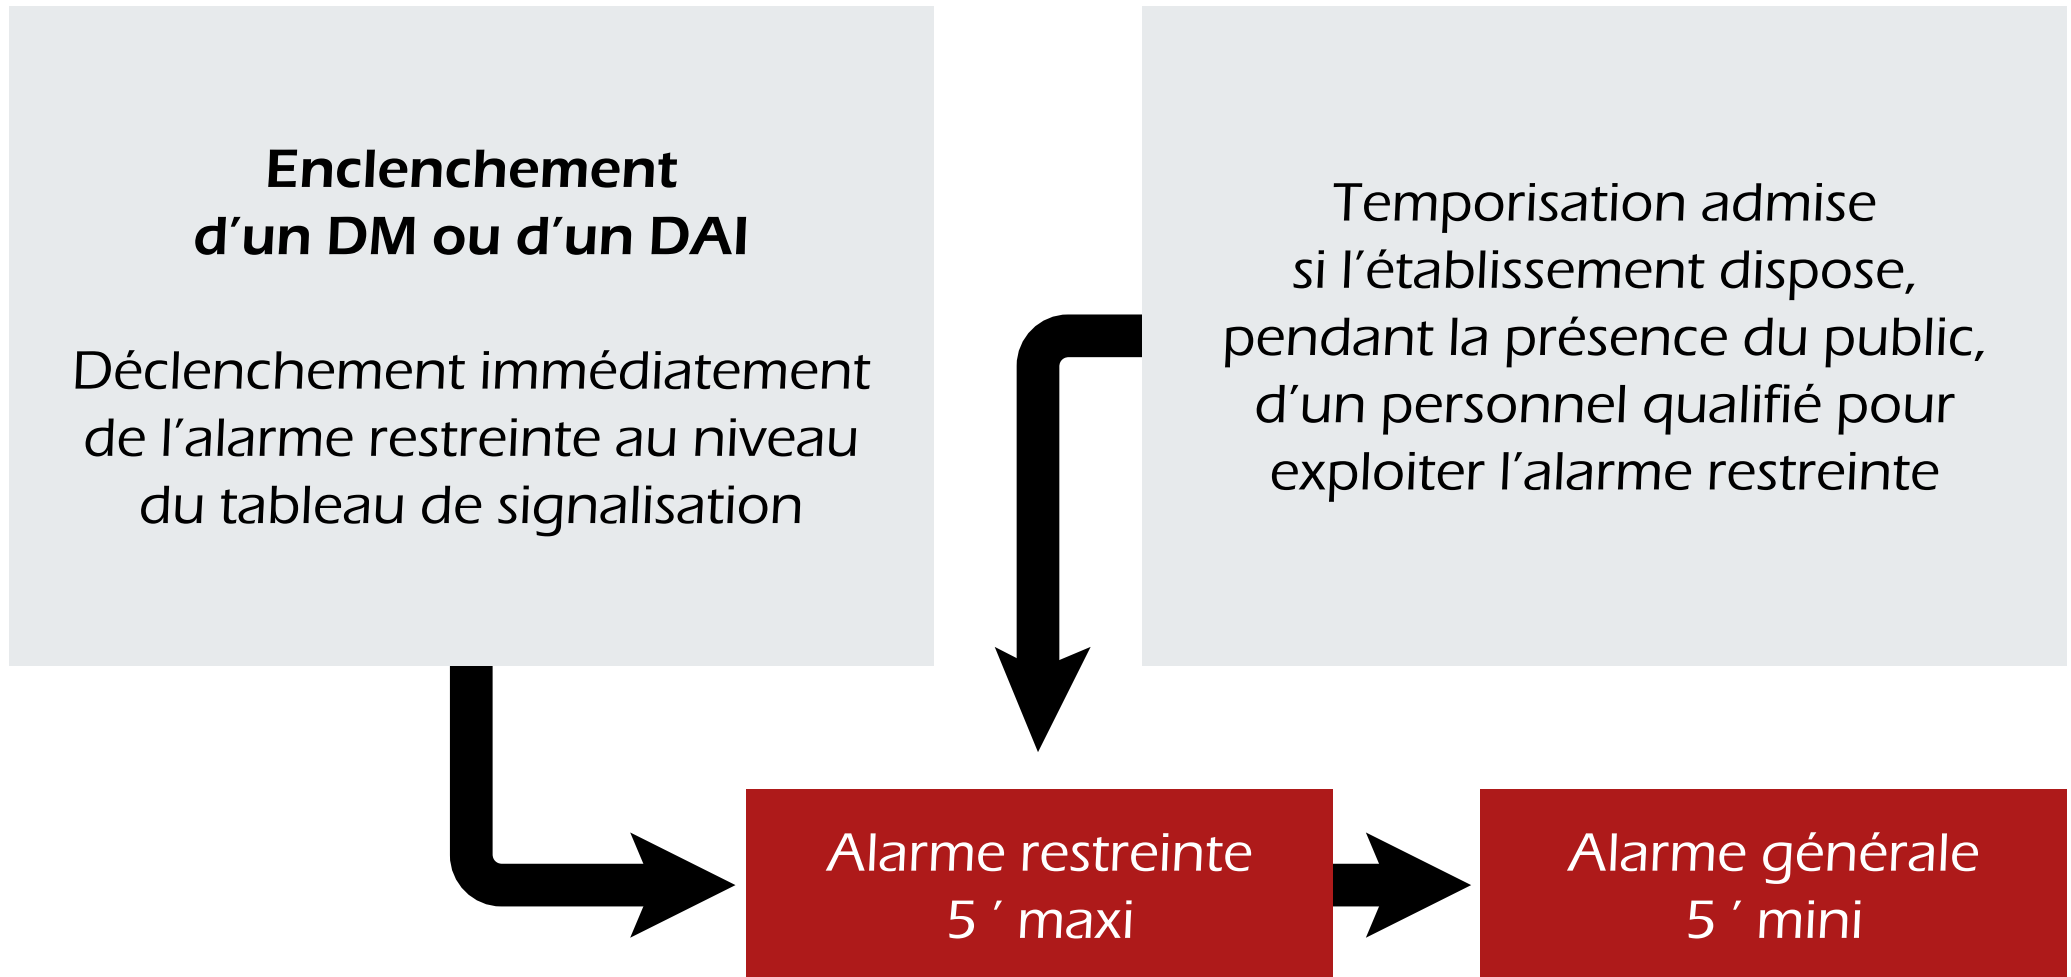 Enclenchement
d’un DM ou d’un DAI
Déclenchement immédiatement
de l’alarme restreinte au niveau
du tableau de signalisation
Temporisation admise
si l’établissement dispose,
pendant la présence du public,
d’un personnel qualifié pour
exploiter l’alarme restreinte
Alarme restreinte
5 ’ maxi
Alarme générale
5 ’ mini